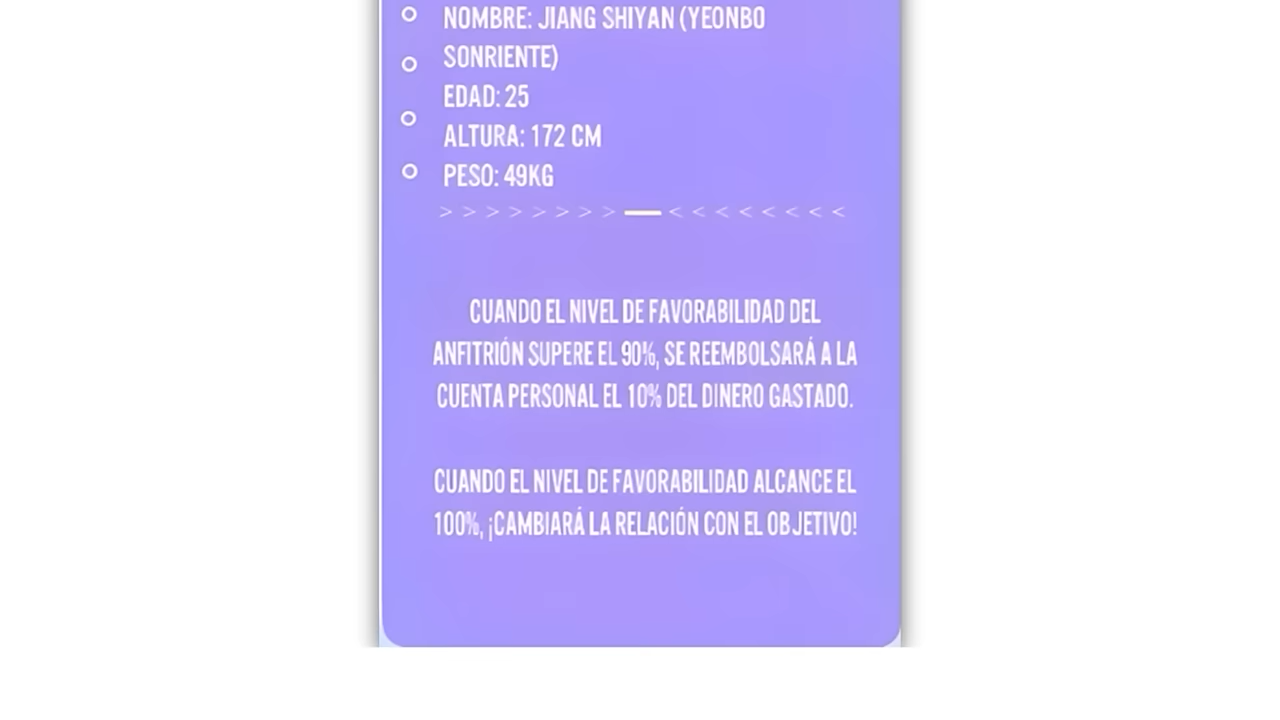 NOMBRE: JIANG SHIYAN (YEONBO
SONRIENTE)
EDAD: 25
ALTURA: 172 CM
PESO: 49KG
> > > > > > > > — < < < < < < < <
CUANDO EL NIVEL DE FAVORABILIDAD DEL
ANFITRIÓN SUPERE EL 90%, SE REEMBOLSARÁ A LA
CUENTA PERSONAL EL 10% DEL DINERO GASTADO.
CUANDO EL NIVEL DE FAVORABILIDAD ALCANCE EL
100%, ¡CAMBIARÁ LA RELACIÓN CON EL OBJETIVO!